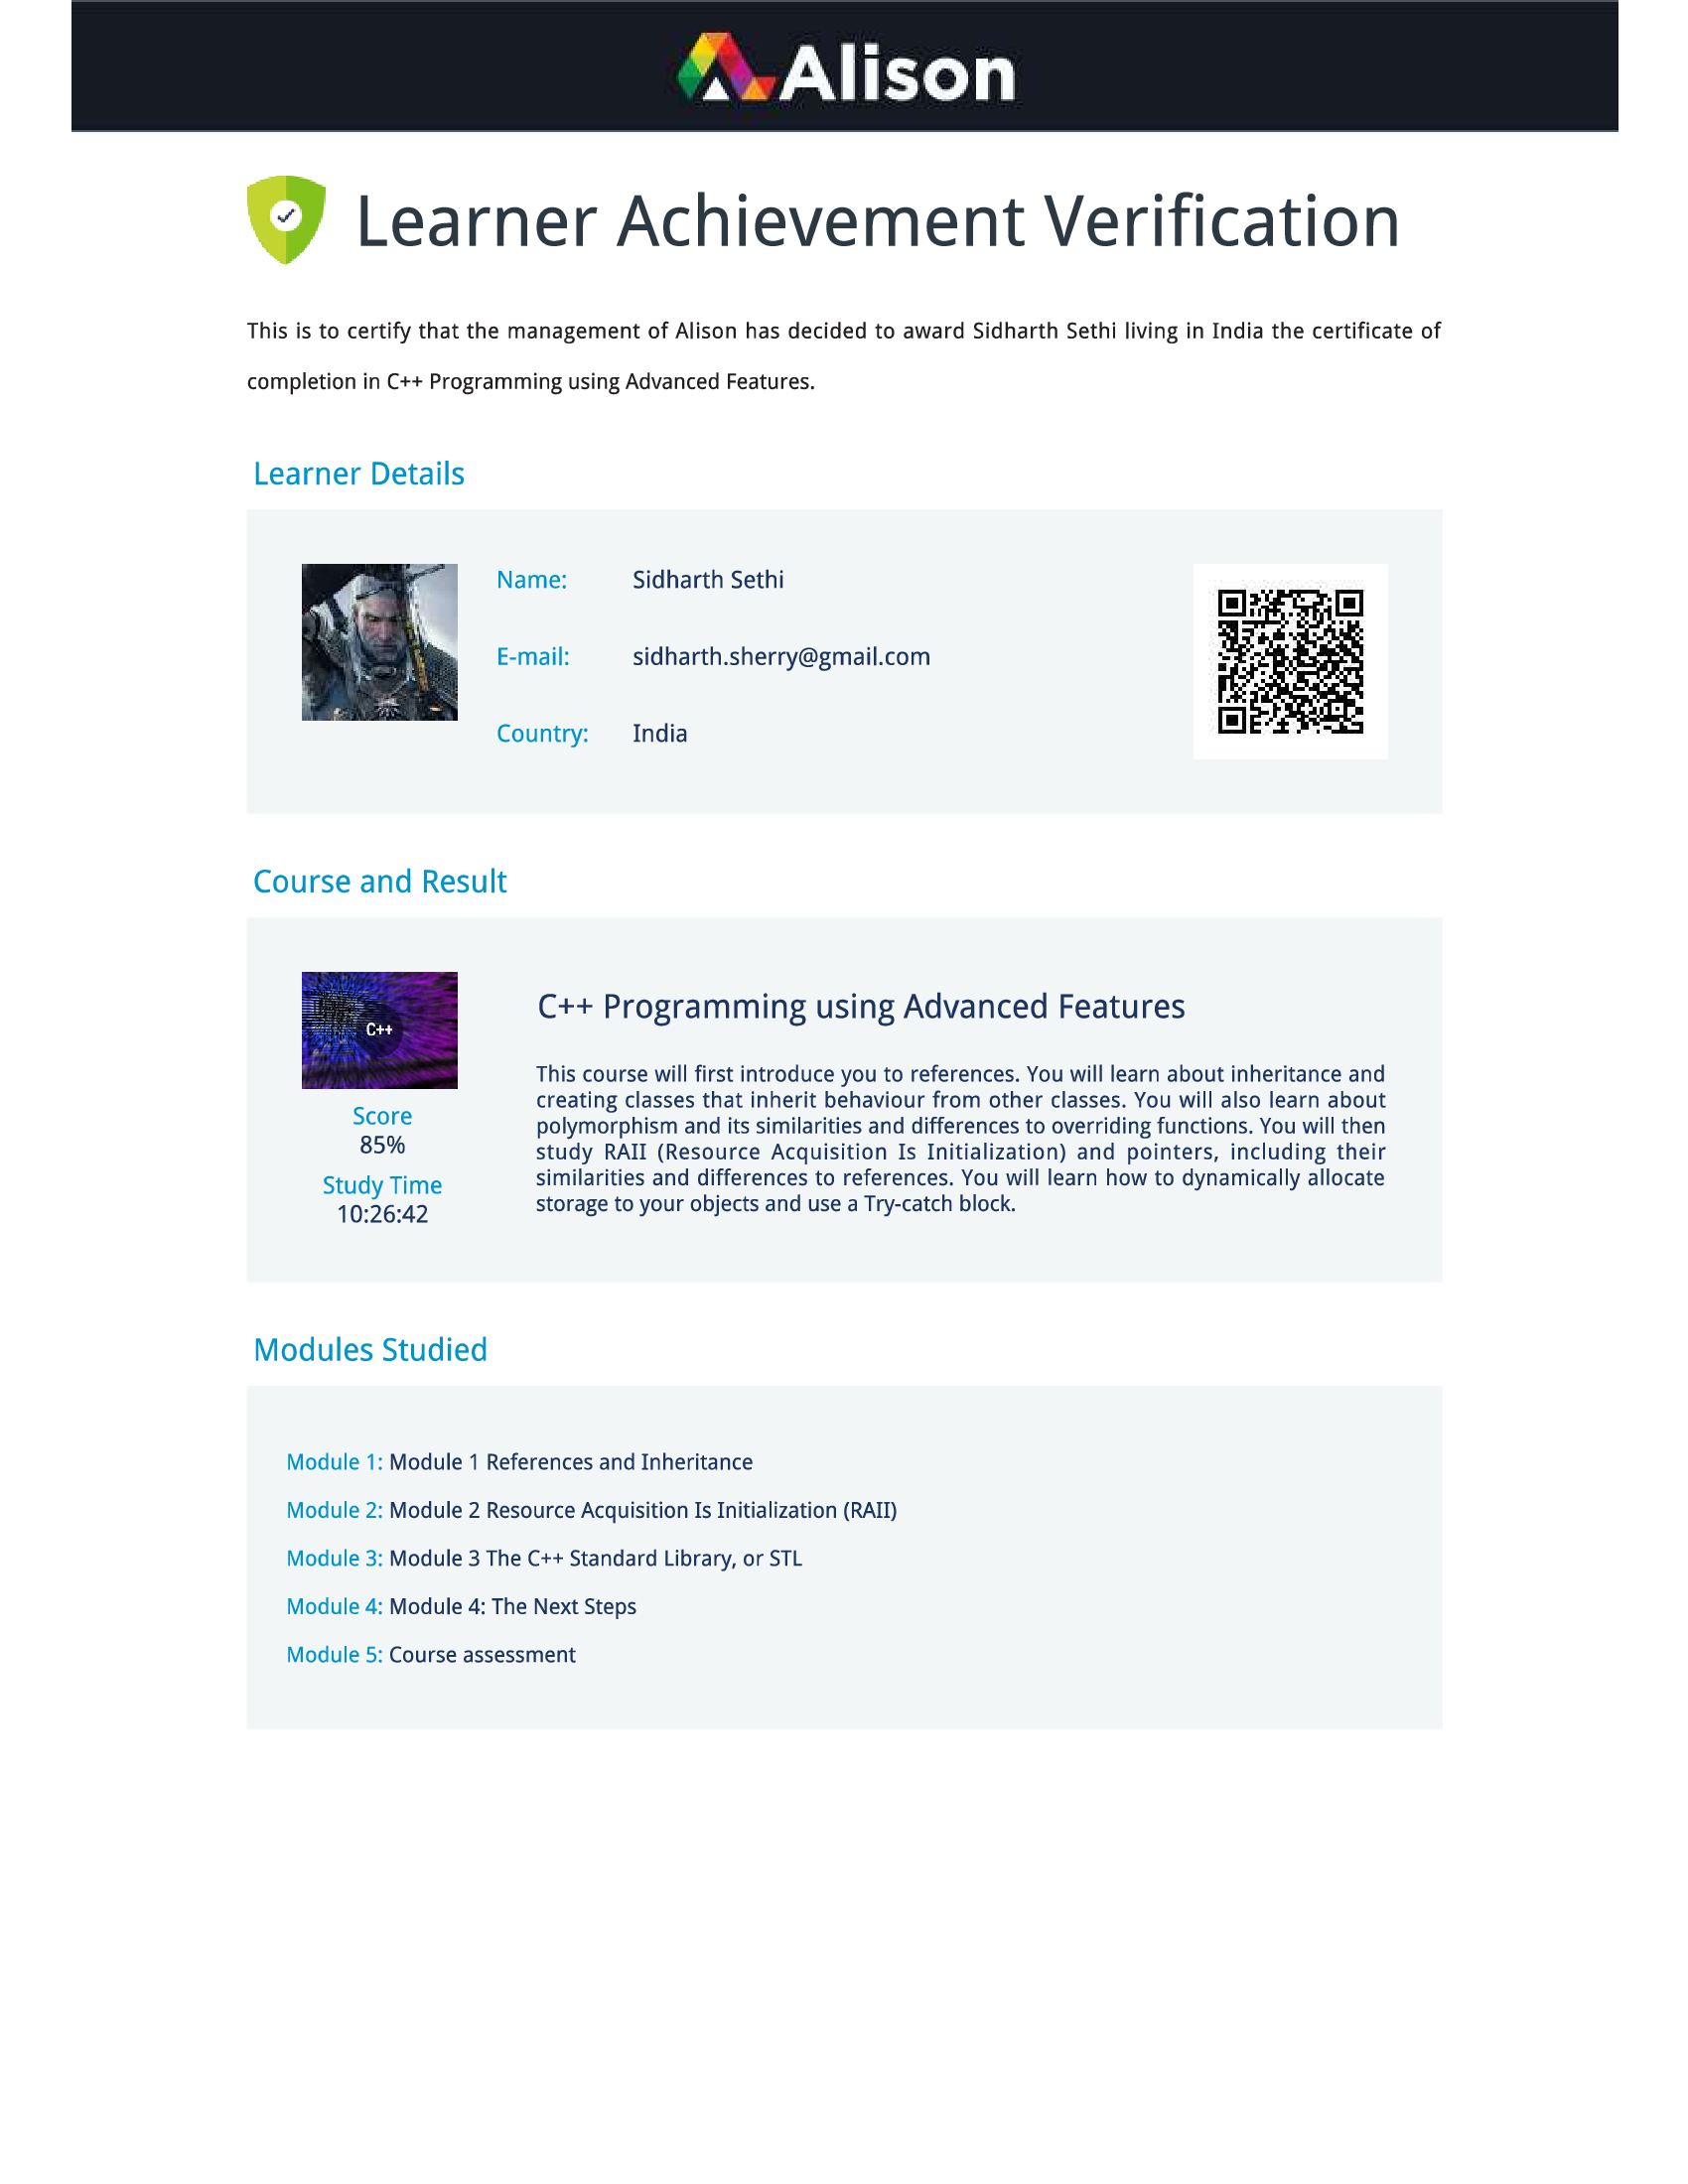 Alison
Learner Achievement Verification
This is to certify that the management of Alison has decided to award Sidharth Sethi living in India the certificate of
completion in C++ Programming using Advanced Features.
Learner Details
Name: Sidharth Sethi
E-mail: sidharth.sherry@gmail.com
Country: India
Course and Result
C++
Score
85%
Study Time
10:26:42
C++ Programming using Advanced Features
This course will first introduce you to references. You will learn about inheritance and
creating classes that inherit behaviour from other classes. You will also learn about
polymorphism and its similarities and differences to overriding functions. You will then
study RAII (Resource Acquisition Is Initialization) and pointers, including their
similarities and differences to references. You will learn how to dynamically allocate
storage to your objects and use a Try-catch block.
Modules Studied
Module 1: Module 1 References and Inheritance
Module 2: Module 2 Resource Acquisition Is Initialization (RAII)
Module 3: Module 3 The C++ Standard Library, or STL
Module 4: Module 4: The Next Steps
Module 5: Course assessment